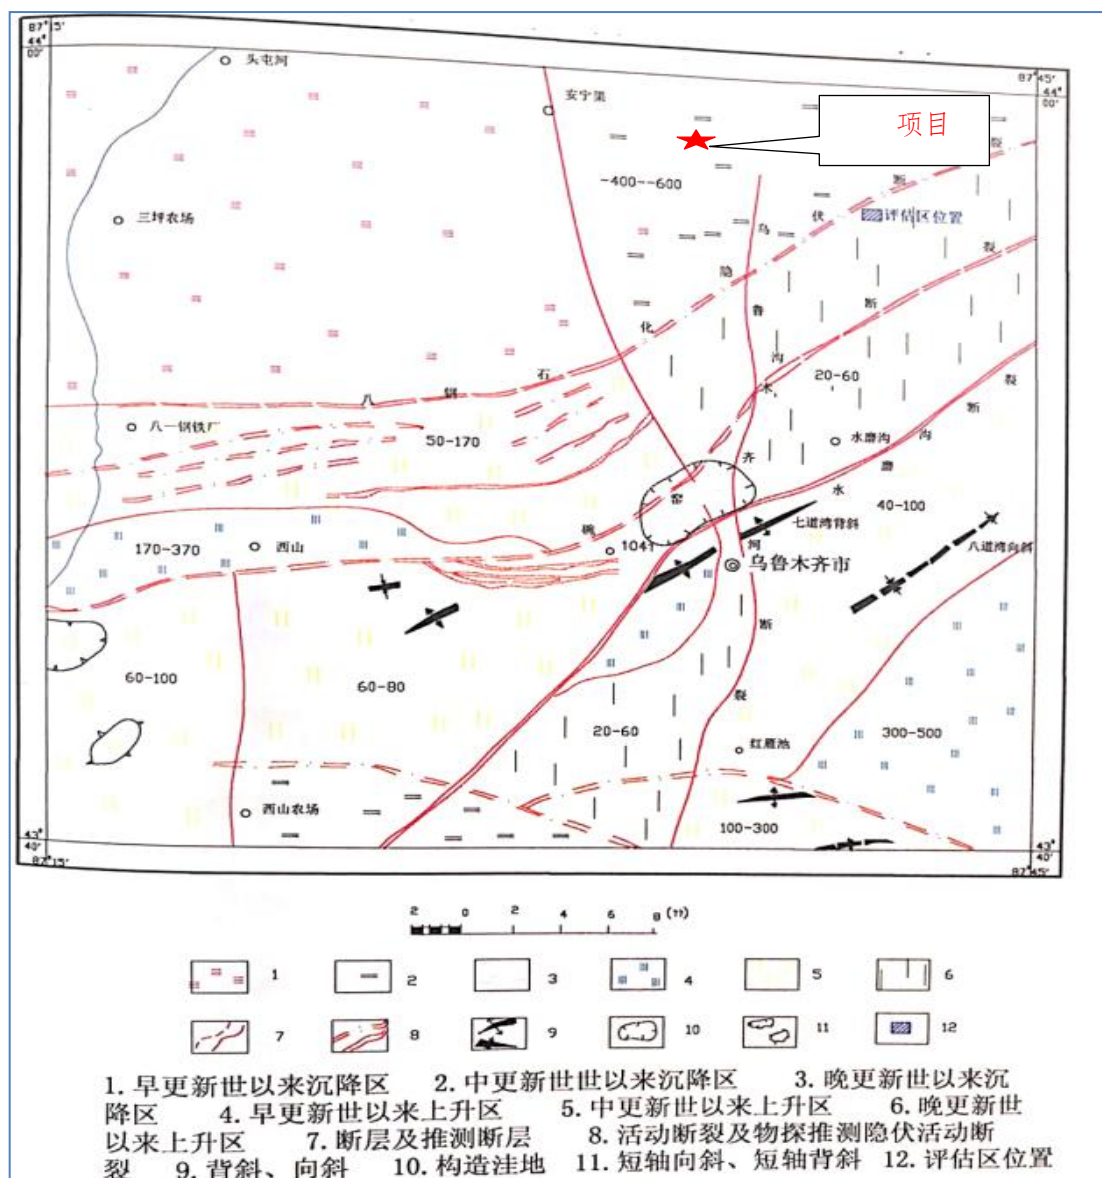 87°15′
44°
00′
头屯河
安宁渠
87°45′
44
00′
项目
裂
断
-400--600
三坪农场
伏
评估区位置
乌
裂
隐
鲁
断
化
沟
石
水
20-60
裂
钢
八
断
八一钢铁厂
50-170
水磨沟
沟
齐
磨
窑
水
40-100
七道湾背斜
碗
170-370
西山
1041
河
八道湾向斜
乌鲁木齐市
断
60-100
60-80
裂
20-60
红雁池
300-500
西山农场
100-300
43°
40′
87°15′
43°
40′
87°45′
2 0 2 4 6 8
1 2 3 4 5 6
7 8 9 10 11 12
1. 早更新世以来沉降区 2. 中更新世世以来沉降区 3. 晚更新世以来沉
降区 4. 早更新世以来上升区 5. 中更新世以来上升区 6. 晚更新世
以来上升区 7. 断层及推测断层 8. 活动断裂及物探推测隐伏活动断
裂 9. 背斜、向斜 10. 构造洼地 11. 短轴向斜、短轴背斜 12. 评估区位置